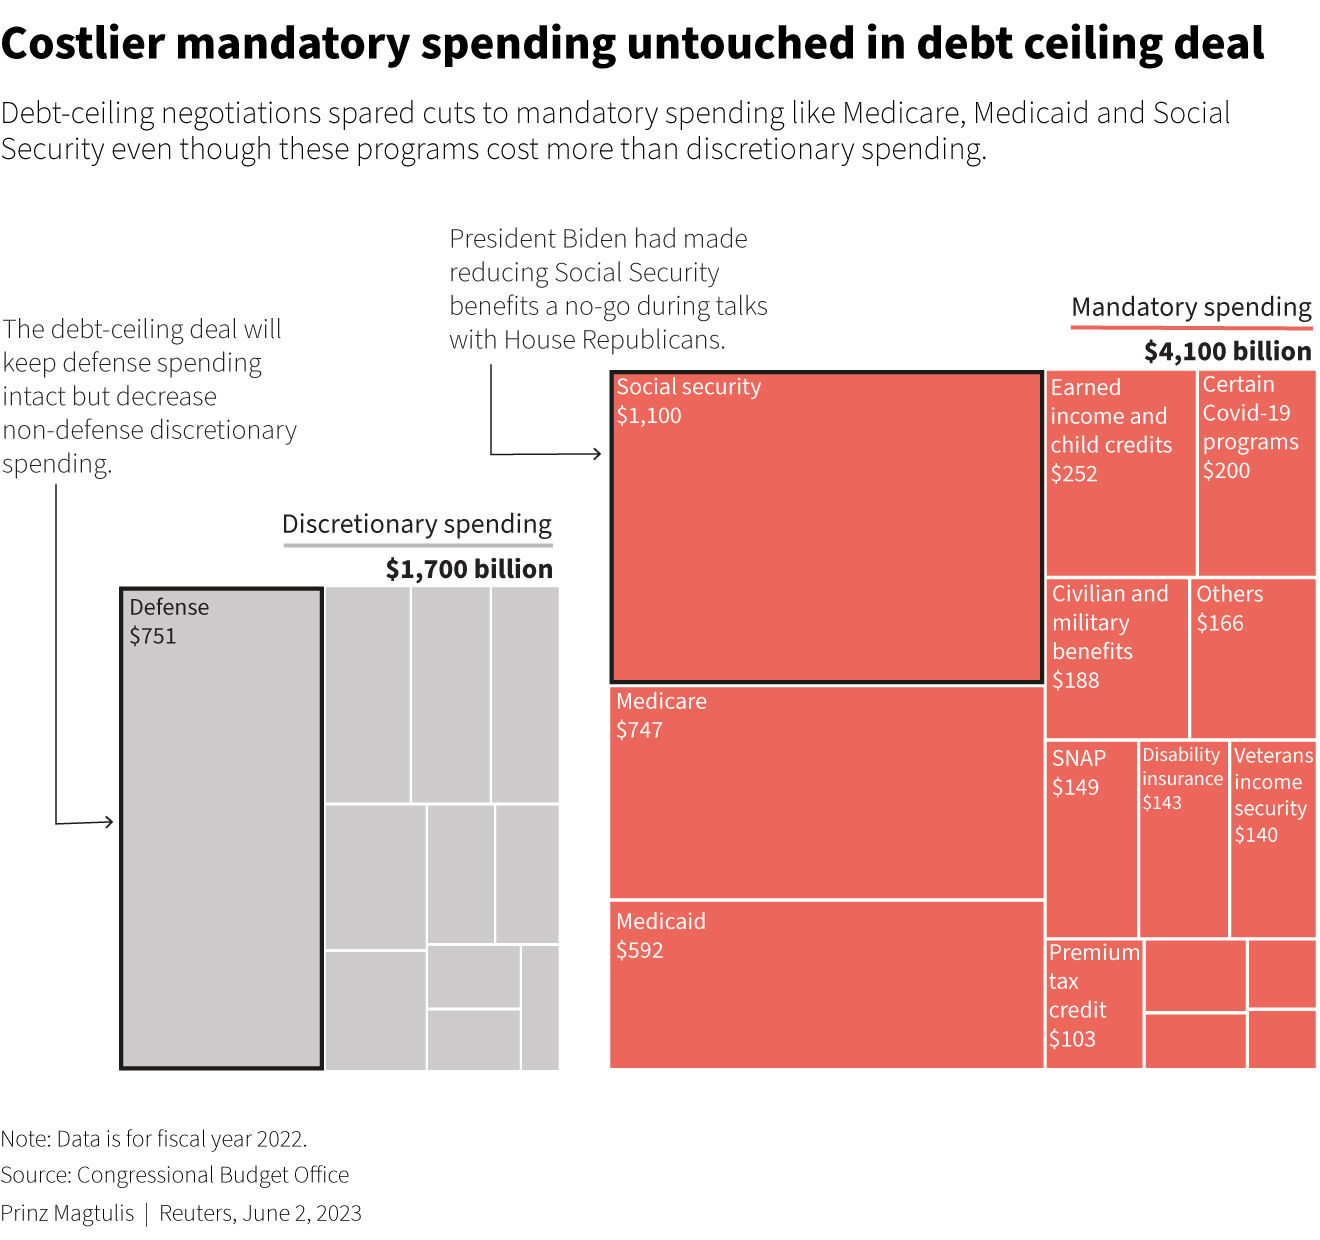 Costlier mandatory spending untouched in debt ceiling deal
Debt-ceiling negotiations spared cuts to mandatory spending like Medicare, Medicaid and Social
Security even though these programs cost more than discretionary spending.
President Biden had made
reducing Social Security
benefits a no-go during talks
with House Republicans.
The debt-ceiling deal will
keep defense spending
intact but decrease
non-defense discretionary
spending.
Discretionary spending
$1,700 billion
Defense
$751
Mandatory spending
$4,100 billion
Social security
$1,100
Medicare
$747
Medicaid
$592
Earned
income and
child credits
$252
Certain
Covid-19
programs
$200
Civilian and
military
benefits
$188
Others
$166
SNAP
$149
Disability
insurance
$143
Veterans
income
security
$140
Premium
tax
credit
$103
Note: Data is for fiscal year 2022.
Source: Congressional Budget Office
Prinz Magtulis | Reuters, June 2, 2023